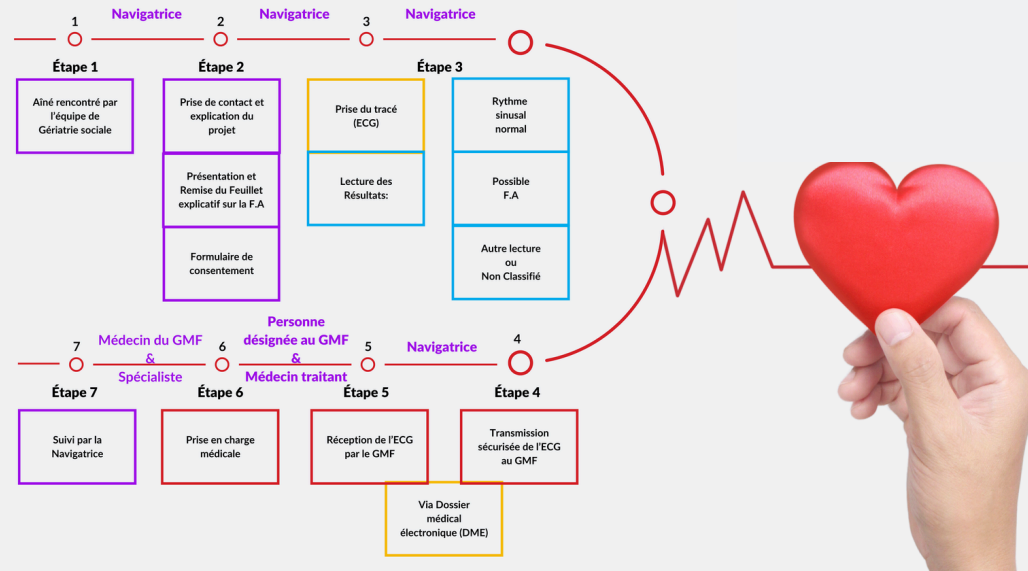 Navigatrice
Navigatrice
Navigatrice
1
2
3
Étape 1
Étape 2
Étape 3
Aîné rencontré par
l'équipe de
Gériatrie sociale
Prise de contact et
explication du
projet
Présentation et
Remise du Feuillet
explicatif sur la F.A
Formulaire de
consentement
Prise du tracé
(ECG)
Lecture des
Résultats:
Rythme
sinusal
normal
Possible
F.A
Autre lecture
ou
Non Classifié
7
Médecin du GMF
&
Spécialiste
6
Personne
désignée au GMF
&
Médecin traitant
5
Navigatrice
4
Étape 7
Étape 6
Étape 5
Étape 4
Suivi par la
Navigatrice
Prise en charge
médicale
Réception de l'ECG
par le GMF
Transmission
sécurisée de l'ECG
au GMF
Via Dossier
médical
électronique (DME)